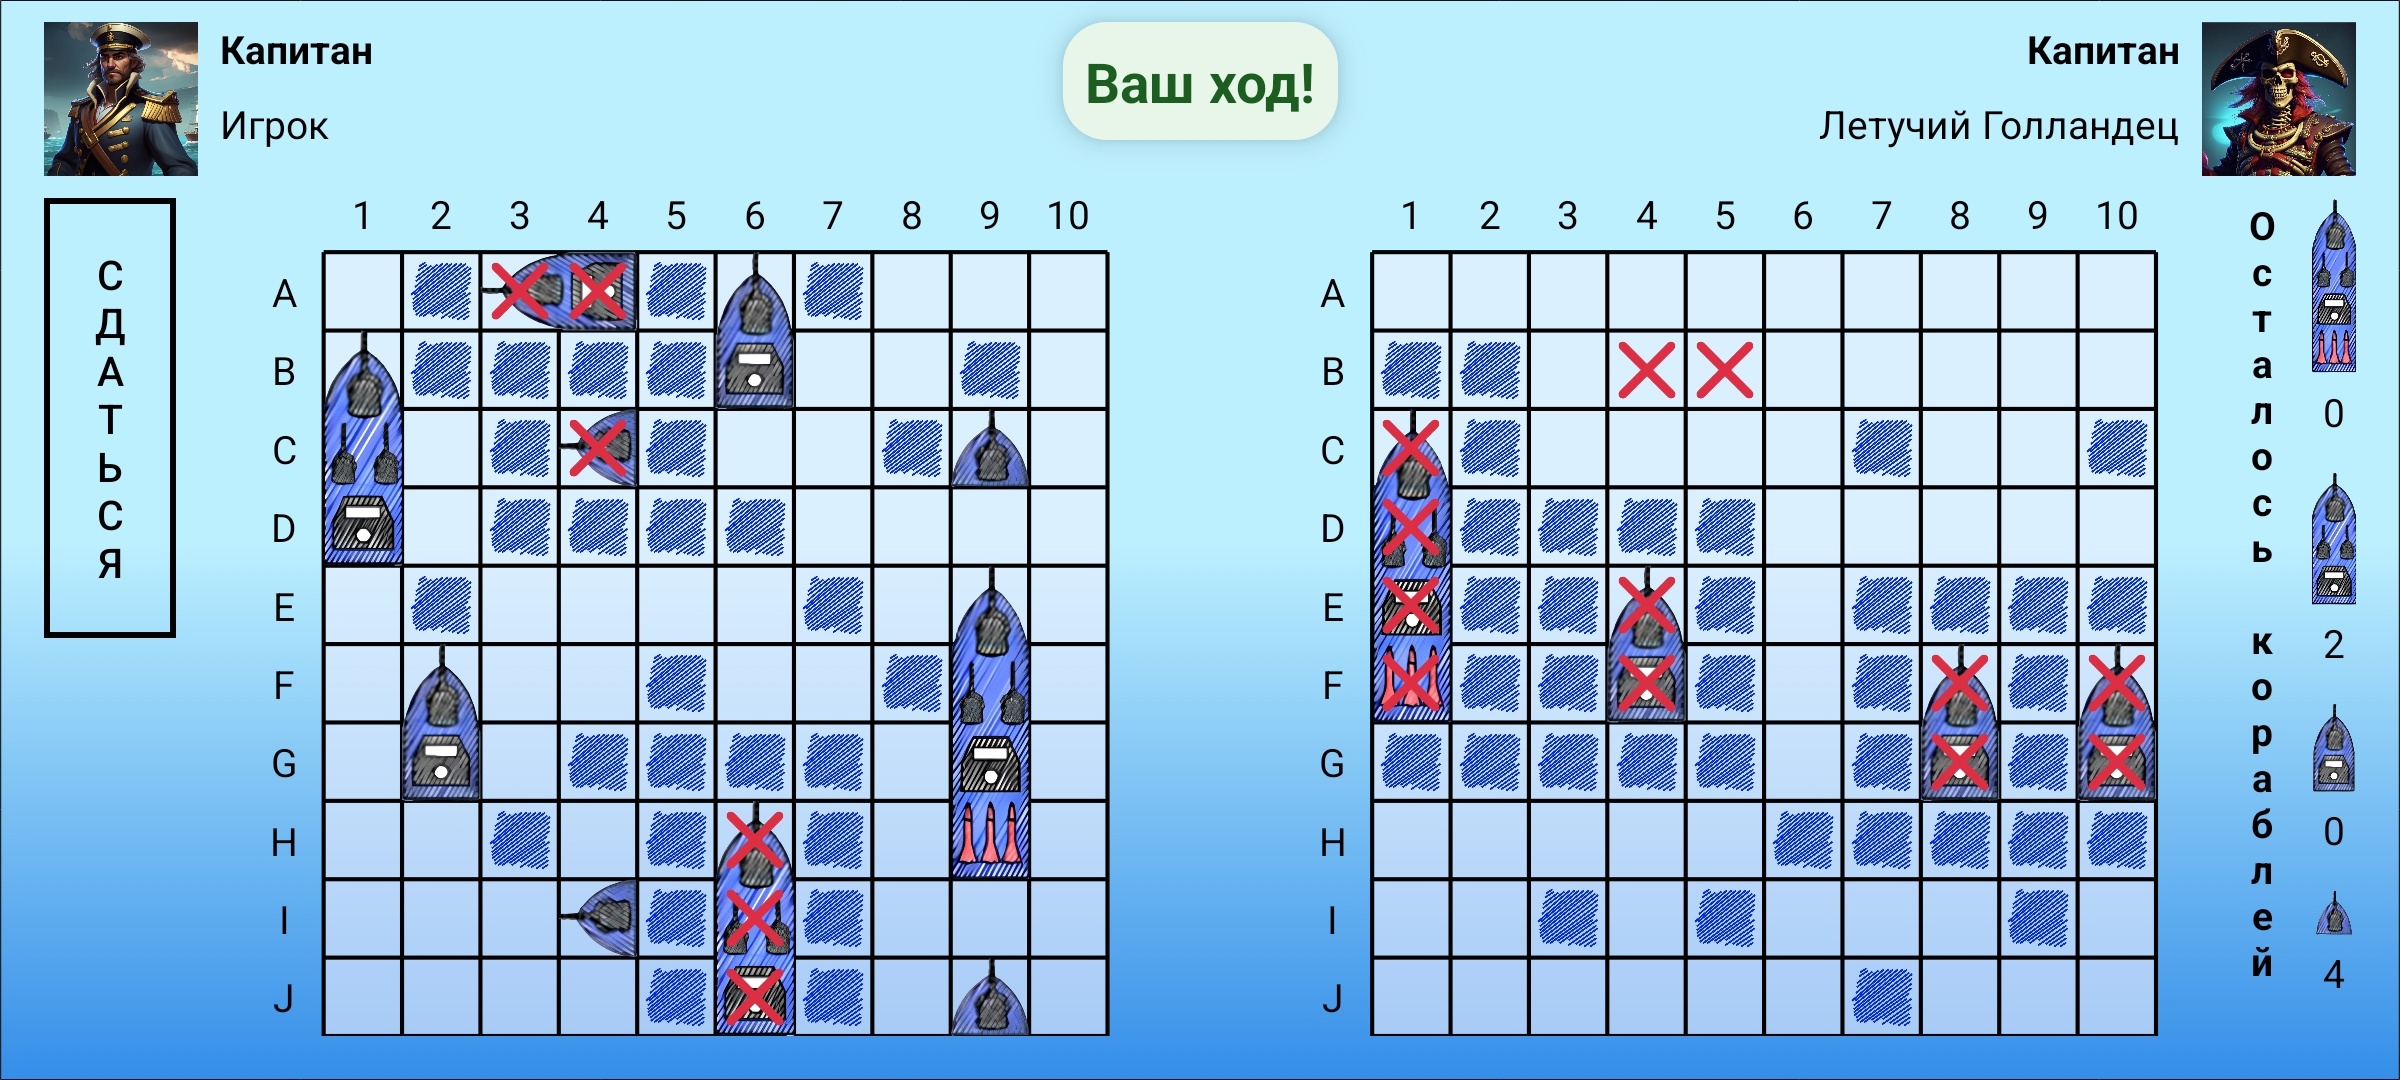 Капитан
Игрок
Ваш ход!
Капитан
Летучий Голландец
СДАТЬСЯ
1 2 3 4 5 6 7 8 9 10
A
B
C
D
E
F
G
H
I
J
1 2 3 4 5 6 7 8 9 10
A
B
C
D
E
F
G
H
I
J
Осталось кораблей
0
2
0
4